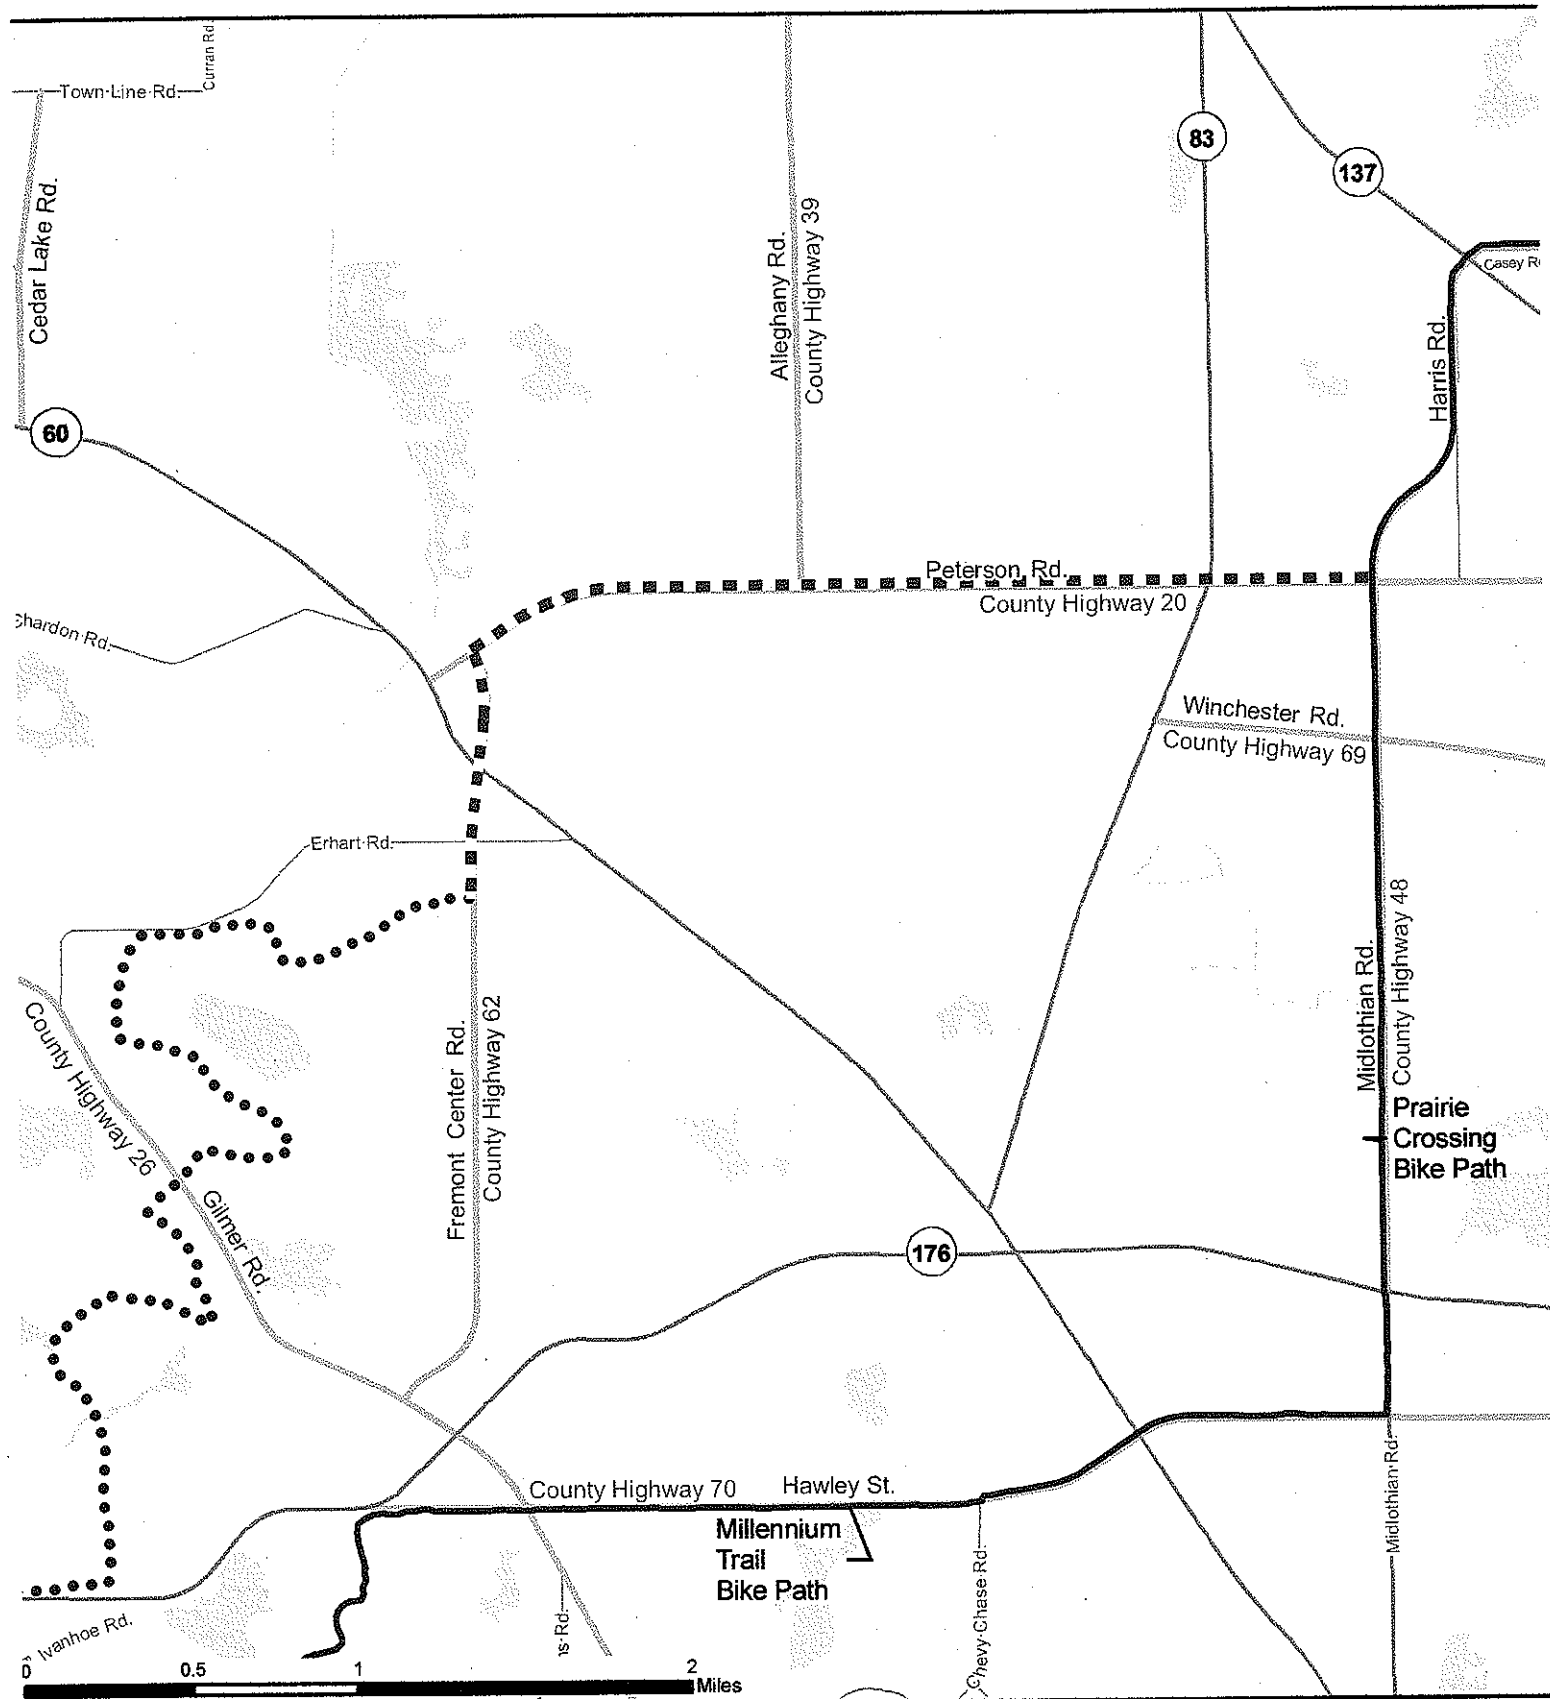 Curran Rd
Town Line Rd.
83
137
Cedar Lake Rd.
Alleghany Rd.
County Highway 39
Casey
Harris Rd.
60
Peterson Rd.
County Highway 20
Chardon Rd.
Winchester Rd.
County Highway 69
Erhart Rd.
Midlothian Rd.
County Highway 48
County Highway 26
Gilmer Rd.
Fremont Center Rd.
County Highway 62
Prairie
Crossing
Bike Path
176
County Highway 70
Hawley St.
Millennium
Trail
Bike Path
Midlothian Rd.
Chevy Chase Rd.
Ivanhoe Rd.
ns Rd.
0 0.5 1 2
Miles